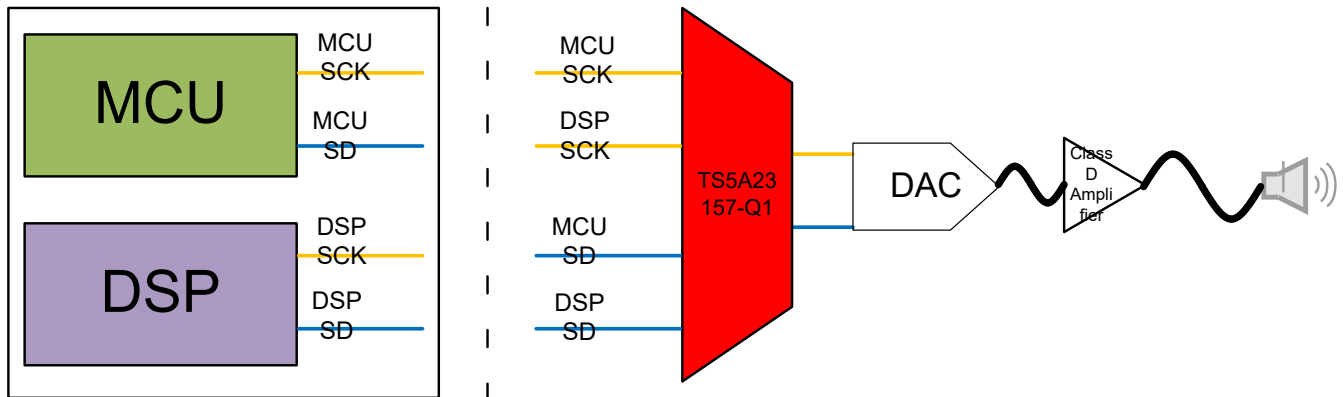 MCU
MCU
SCK
MCU
SD
DSP
DSP
SCK
DSP
SD
MCU
SCK
DSP
SCK
MCU
SD
DSP
SD
TS5A23
157-Q1
DAC
Class
D
Ampli
fier